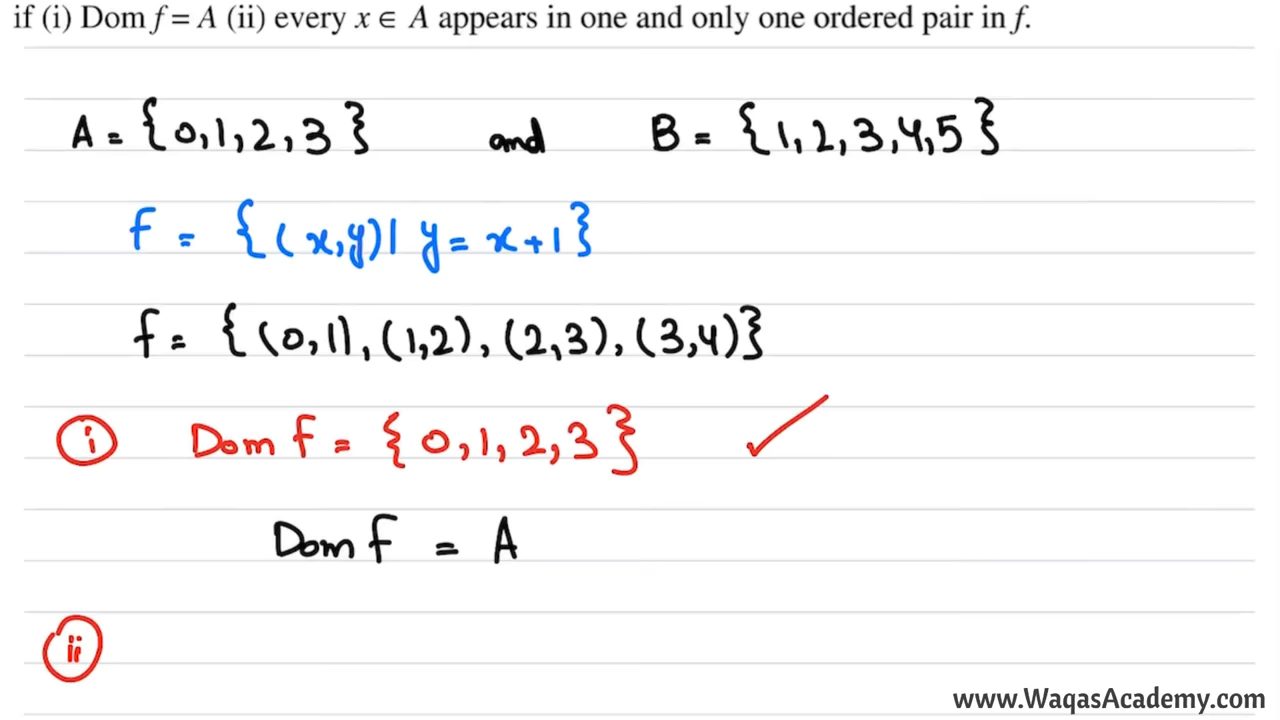 if (i) Dom f = A (ii) every x ∈ A appears in one and only one ordered pair in f.
A = {0,1,2,3} and B = {1,2,3,4,5}
f = {(x,y)| y = x+1}
f = {(0,1),(1,2),(2,3),(3,4)}
(i) Dom f = {0,1,2,3} ✓
Dom f = A
(ii)
www.WaqasAcademy.com